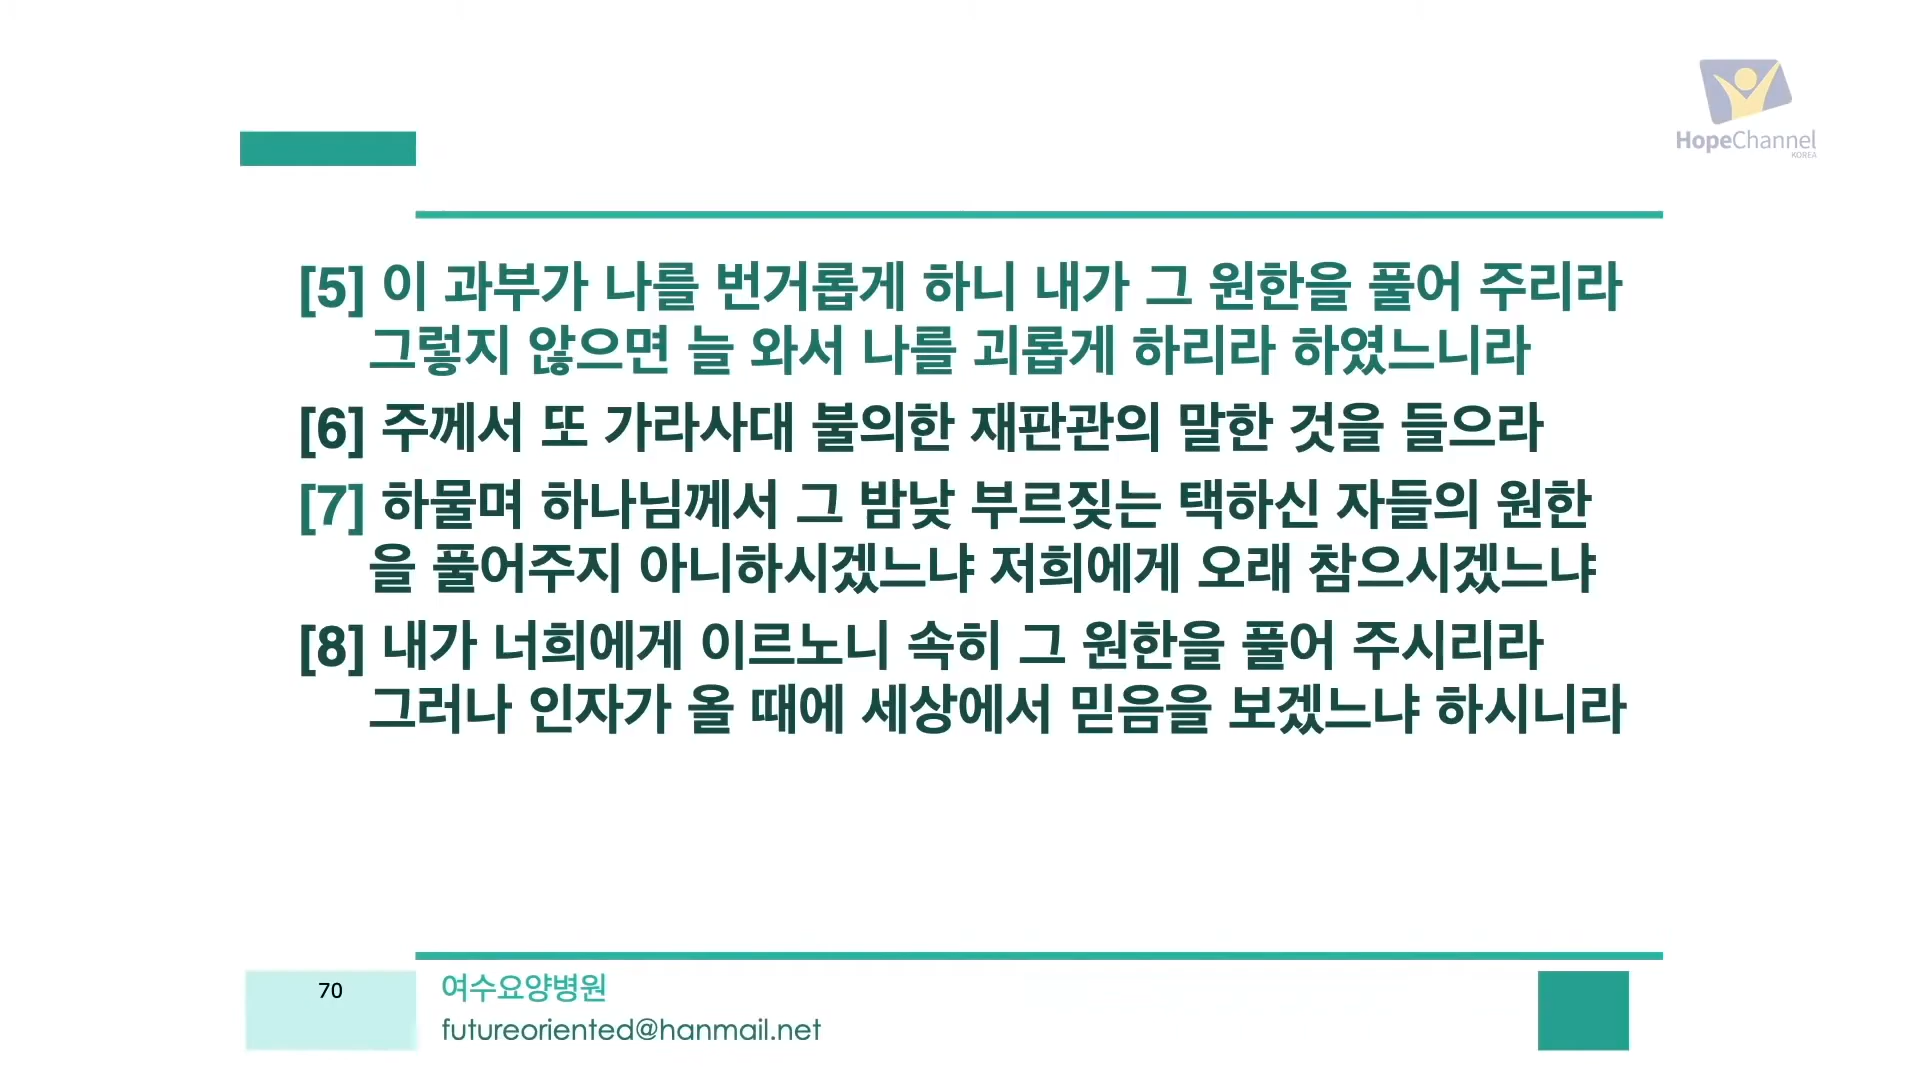 HopeChannel
KOREA
[5] 이 과부가 나를 번거롭게 하니 내가 그 원한을 풀어 주리라
그렇지 않으면 늘 와서 나를 괴롭게 하리라 하였느니라
[6] 주께서 또 가라사대 불의한 재판관의 말한 것을 들으라
[7] 하물며 하나님께서 그 밤낮 부르짖는 택하신 자들의 원한
을 풀어주지 아니하시겠느냐 저희에게 오래 참으시겠느냐
[8] 내가 너희에게 이르노니 속히 그 원한을 풀어 주시리라
그러나 인자가 올 때에 세상에서 믿음을 보겠느냐 하시니라
70
여수요양병원
futureoriented@hanmail.net